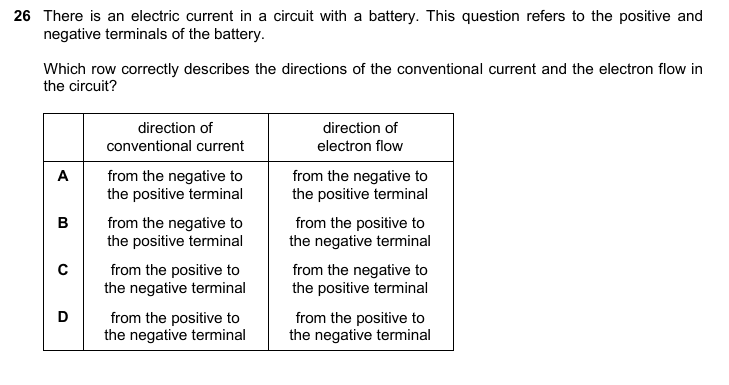 26 There is an electric current in a circuit with a battery. This question refers to the positive and
negative terminals of the battery.
Which row correctly describes the directions of the conventional current and the electron flow in
the circuit?
direction of conventional current
direction of electron flow
A
from the negative to the positive terminal
from the negative to the positive terminal
B
from the negative to the positive terminal
from the positive to the negative terminal
C
from the positive to the negative terminal
from the negative to the positive terminal
D
from the positive to the negative terminal
from the positive to the negative terminal